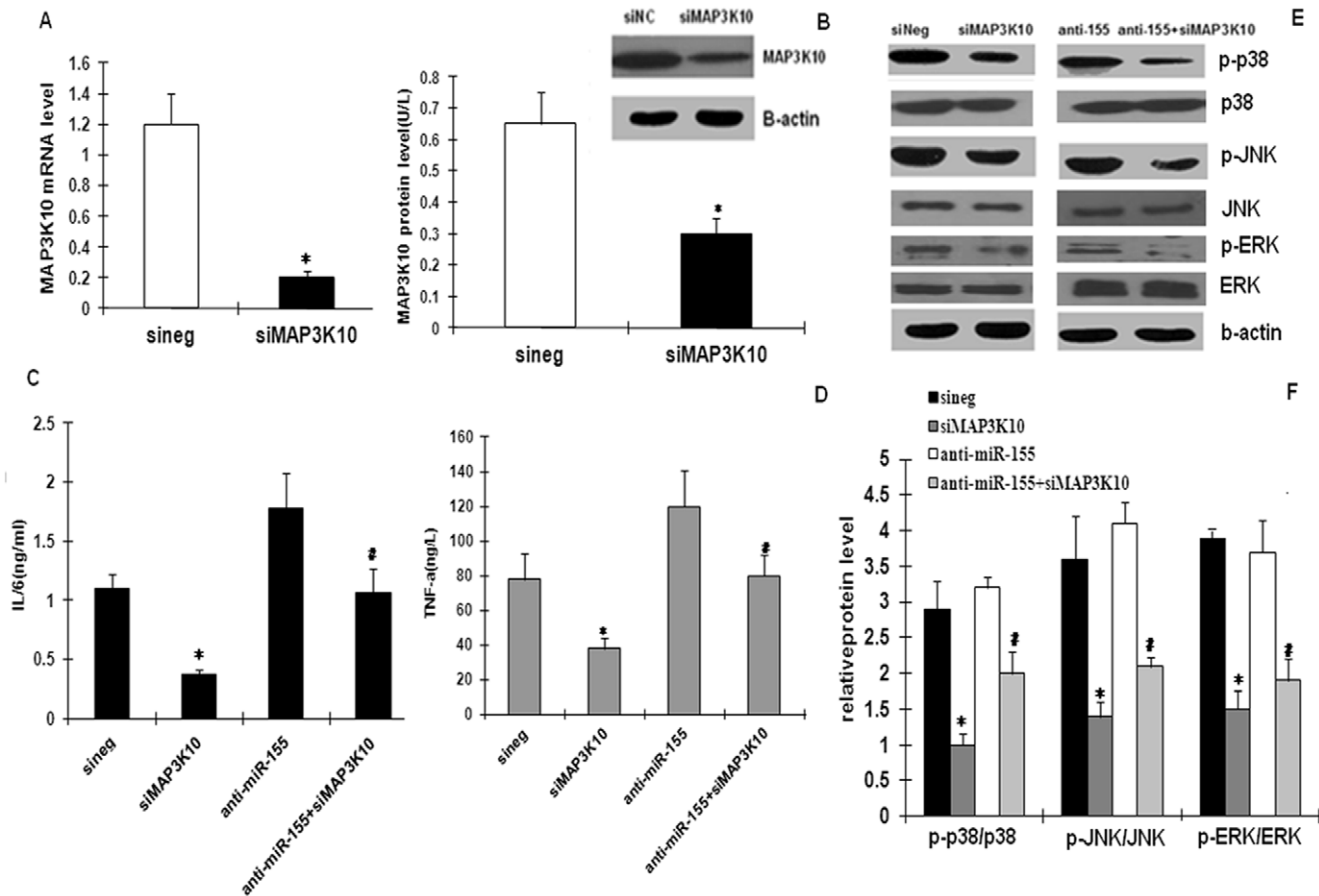 A
MAP3K10 mRNA level
1.4
1.2
1
0.8
0.6
0.4
0.2
0
*
sineg siMAP3K10
B
siNC siMAP3K10
MAP3K10
B-actin
MAP3K10 protein level(U/L)
0.8
0.7
0.6
0.5
0.4
0.3
0.2
0.1
0
*
sineg siMAP3K10
E
siNeg siMAP3K10 anti-155 anti-155+siMAP3K10
p-p38
p38
p-JNK
JNK
p-ERK
ERK
b-actin
C
IL/6(ng/ml)
2.5
2
1.5
1
0.5
0
*
#
sineg
siMAP3K10
anti-miR-155
anti-miR-155+siMAP3K10
D
TNF-a(ng/L)
160
140
120
100
80
60
40
20
0
*
#
sineg
siMAP3K10
anti-miR-155
anti-miR-155+siMAP3K10
F
sineg
siMAP3K10
anti-miR-155
anti-miR-155+siMAP3K10
relativeprotein level
5
4.5
4
3.5
3
2.5
2
1.5
1
0.5
0
* # * # * #
p-p38/p38 p-JNK/JNK p-ERK/ERK